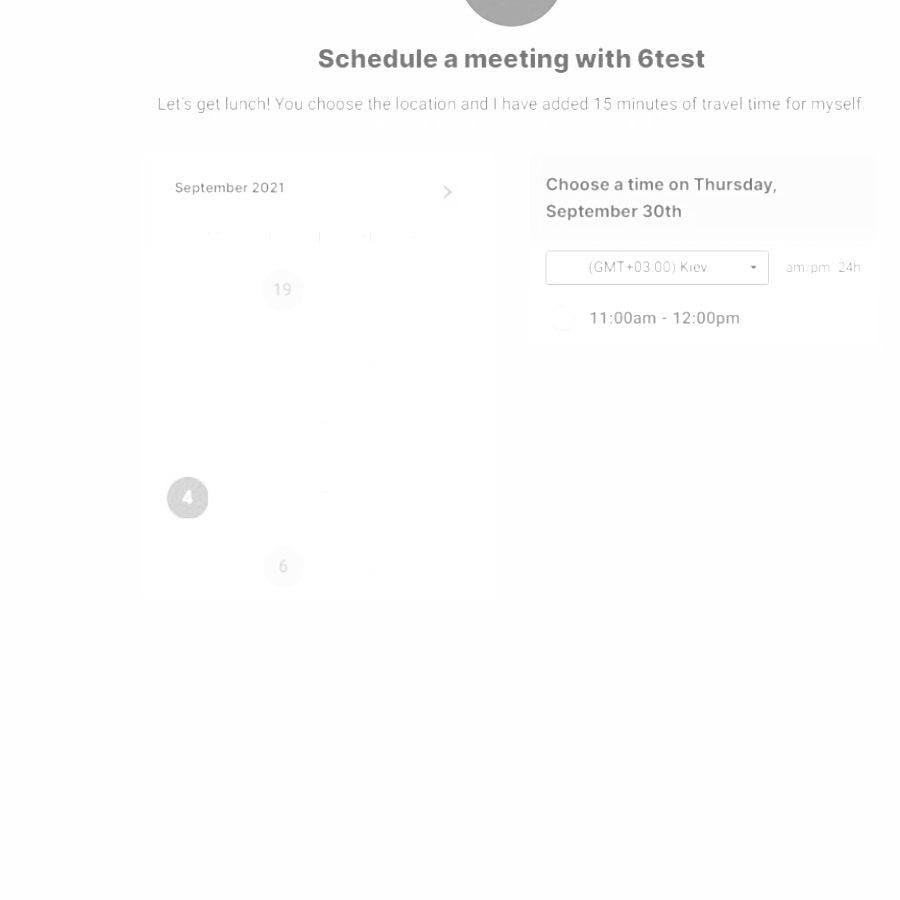 Schedule a meeting with 6test
Let's get lunch! You choose the location and I have added 15 minutes of travel time for myself.
September 2021
19
4
6
Choose a time on Thursday,
September 30th
(GMT+03:00) Kiev
am/pm 24h
11:00am - 12:00pm